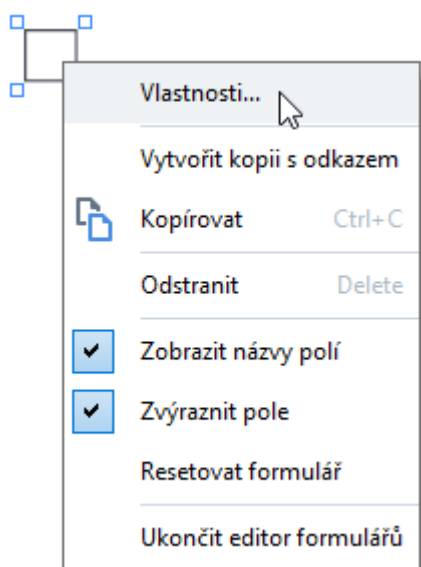 Vlastnosti...
Vytvořit kopii s odkazem
Kopírovat Ctrl+C
Odstranit Delete
Zobrazit názvy polí
Zvýraznit pole
Resetovat formulář
Ukončit editor formulářů